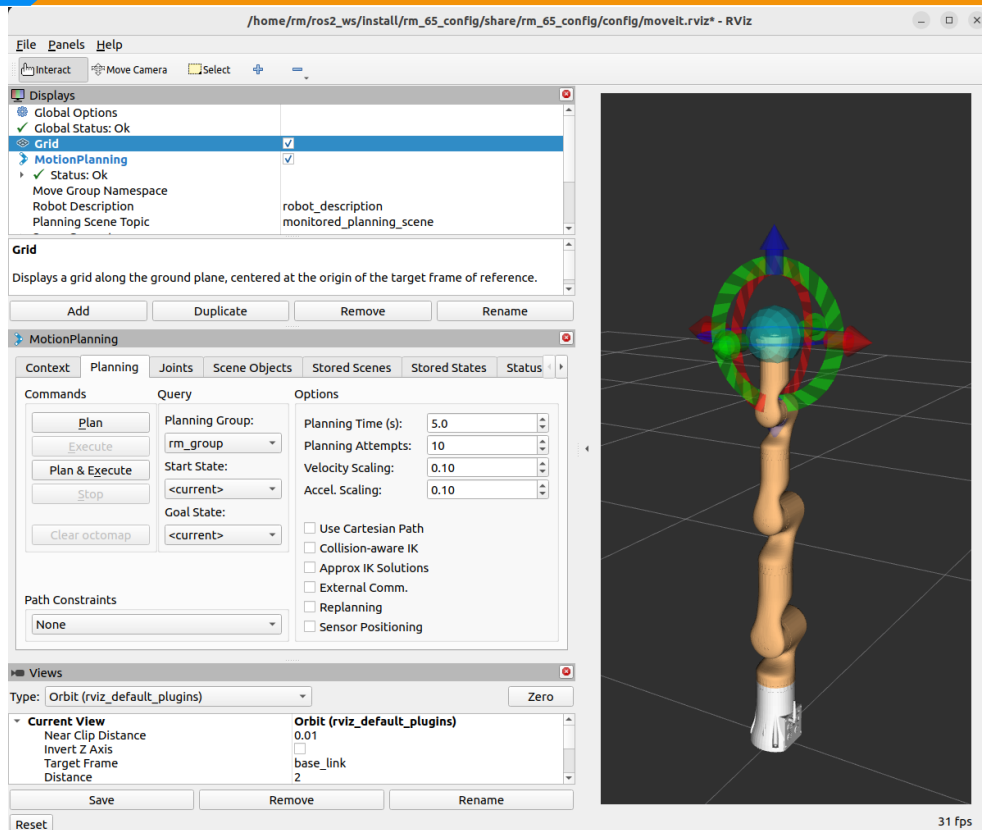 /home/rm/ros2_ws/install/rm_65_config/share/rm_65_config/config/moveit.rviz* - RViz
File Panels Help
Interact Move Camera Select
Displays
Global Options
Global Status: Ok
Grid
MotionPlanning
Status: Ok
Move Group Namespace
Robot Description robot_description
Planning Scene Topic monitored_planning_scene
Grid
Displays a grid along the ground plane, centered at the origin of the target frame of reference.
Add Duplicate Remove Rename
MotionPlanning
Context Planning Joints Scene Objects Stored Scenes Stored States Status
Commands Query Options
Plan Planning Group: Planning Time (s): 5.0
Execute rm_group Planning Attempts: 10
Plan & Execute Start State: Velocity Scaling: 0.10
Stop <current> Accel. Scaling: 0.10
Goal State:
Clear octomap <current> Use Cartesian Path
Collision-aware IK
Approx IK Solutions
External Comm.
Path Constraints Replanning
None Sensor Positioning
Views
Type: Orbit (rviz_default_plugins) Zero
Current View Orbit (rviz_default_plugins)
Near Clip Distance 0.01
Invert Z Axis
Target Frame base_link
Distance 2
Save Remove Rename
Reset 31 fps